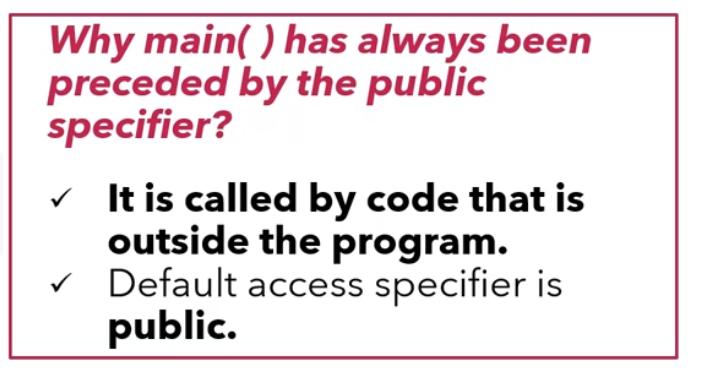 Why main( ) has always been
preceded by the public
specifier?
✓ It is called by code that is
outside the program.
✓ Default access specifier is
public.